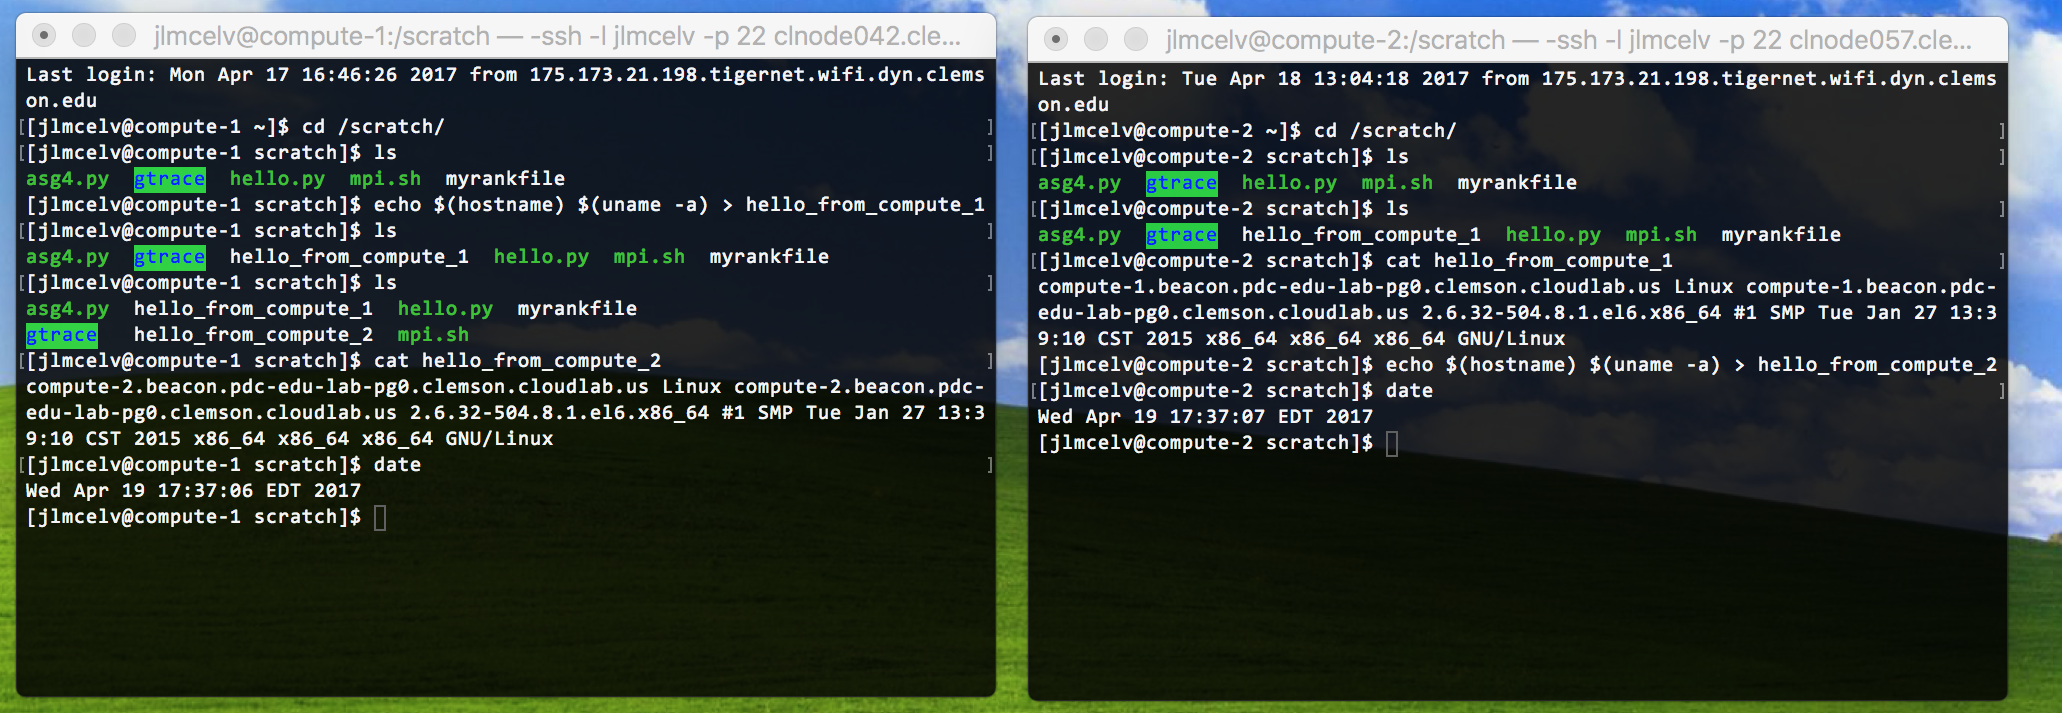 jlmcelv@compute-1:/scratch — -ssh -l jlmcelv -p 22 clnode042.cle...
Last login: Mon Apr 17 16:46:26 2017 from 175.173.21.198.tigernet.wifi.dyn.clems
on.edu
[[jlmcelv@compute-1 ~]$ cd /scratch/ ]
[[jlmcelv@compute-1 scratch]$ ls ]
asg4.py gtrace hello.py mpi.sh myrankfile
[jlmcelv@compute-1 scratch]$ echo $(hostname) $(uname -a) > hello_from_compute_1
[[jlmcelv@compute-1 scratch]$ ls ]
asg4.py gtrace hello_from_compute_1 hello.py mpi.sh myrankfile
[[jlmcelv@compute-1 scratch]$ ls ]
asg4.py hello_from_compute_1 hello.py myrankfile
gtrace hello_from_compute_2 mpi.sh
[[jlmcelv@compute-1 scratch]$ cat hello_from_compute_2 ]
compute-2.beacon.pdc-edu-lab-pg0.clemson.cloudlab.us Linux compute-2.beacon.pdc-
edu-lab-pg0.clemson.cloudlab.us 2.6.32-504.8.1.el6.x86_64 #1 SMP Tue Jan 27 13:3
9:10 CST 2015 x86_64 x86_64 x86_64 GNU/Linux
[[jlmcelv@compute-1 scratch]$ date ]
Wed Apr 19 17:37:06 EDT 2017
[jlmcelv@compute-1 scratch]$
jlmcelv@compute-2:/scratch — -ssh -l jlmcelv -p 22 clnode057.cle...
Last login: Tue Apr 18 13:04:18 2017 from 175.173.21.198.tigernet.wifi.dyn.clems
on.edu
[[jlmcelv@compute-2 ~]$ cd /scratch/ ]
[[jlmcelv@compute-2 scratch]$ ls ]
asg4.py gtrace hello.py mpi.sh myrankfile
[[jlmcelv@compute-2 scratch]$ ls ]
asg4.py gtrace hello_from_compute_1 hello.py mpi.sh myrankfile
[[jlmcelv@compute-2 scratch]$ cat hello_from_compute_1 ]
compute-1.beacon.pdc-edu-lab-pg0.clemson.cloudlab.us Linux compute-1.beacon.pdc-
edu-lab-pg0.clemson.cloudlab.us 2.6.32-504.8.1.el6.x86_64 #1 SMP Tue Jan 27 13:3
9:10 CST 2015 x86_64 x86_64 x86_64 GNU/Linux
[jlmcelv@compute-2 scratch]$ echo $(hostname) $(uname -a) > hello_from_compute_2
[[jlmcelv@compute-2 scratch]$ date ]
Wed Apr 19 17:37:07 EDT 2017
[jlmcelv@compute-2 scratch]$